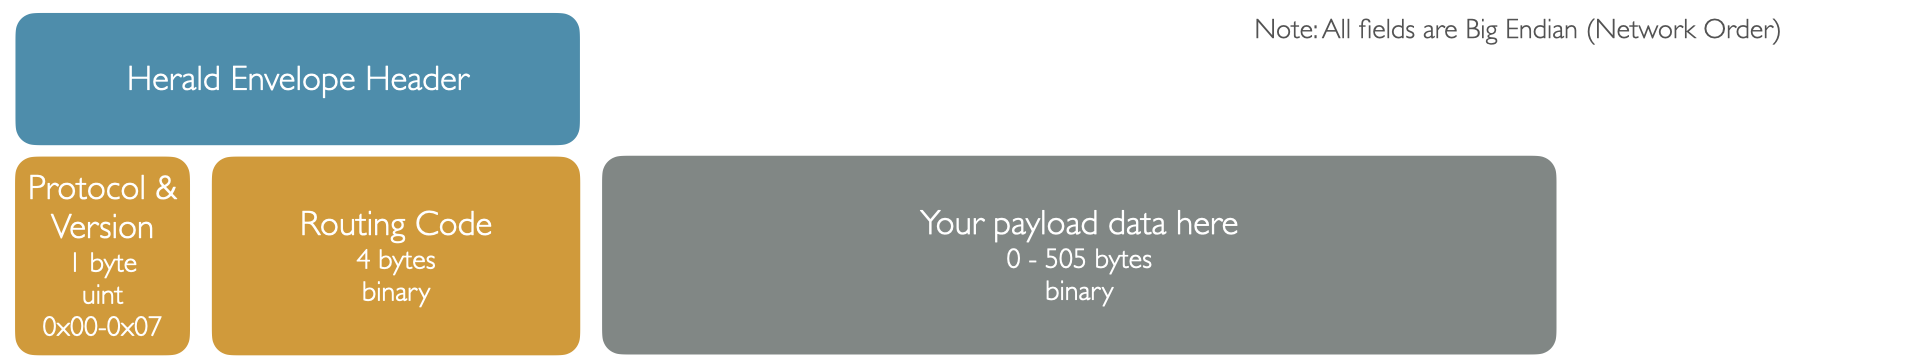 Note: All fields are Big Endian (Network Order)
Herald Envelope Header
Protocol &
Version
1 byte
uint
0x00-0x07
Routing Code
4 bytes
binary
Your payload data here
0 - 505 bytes
binary